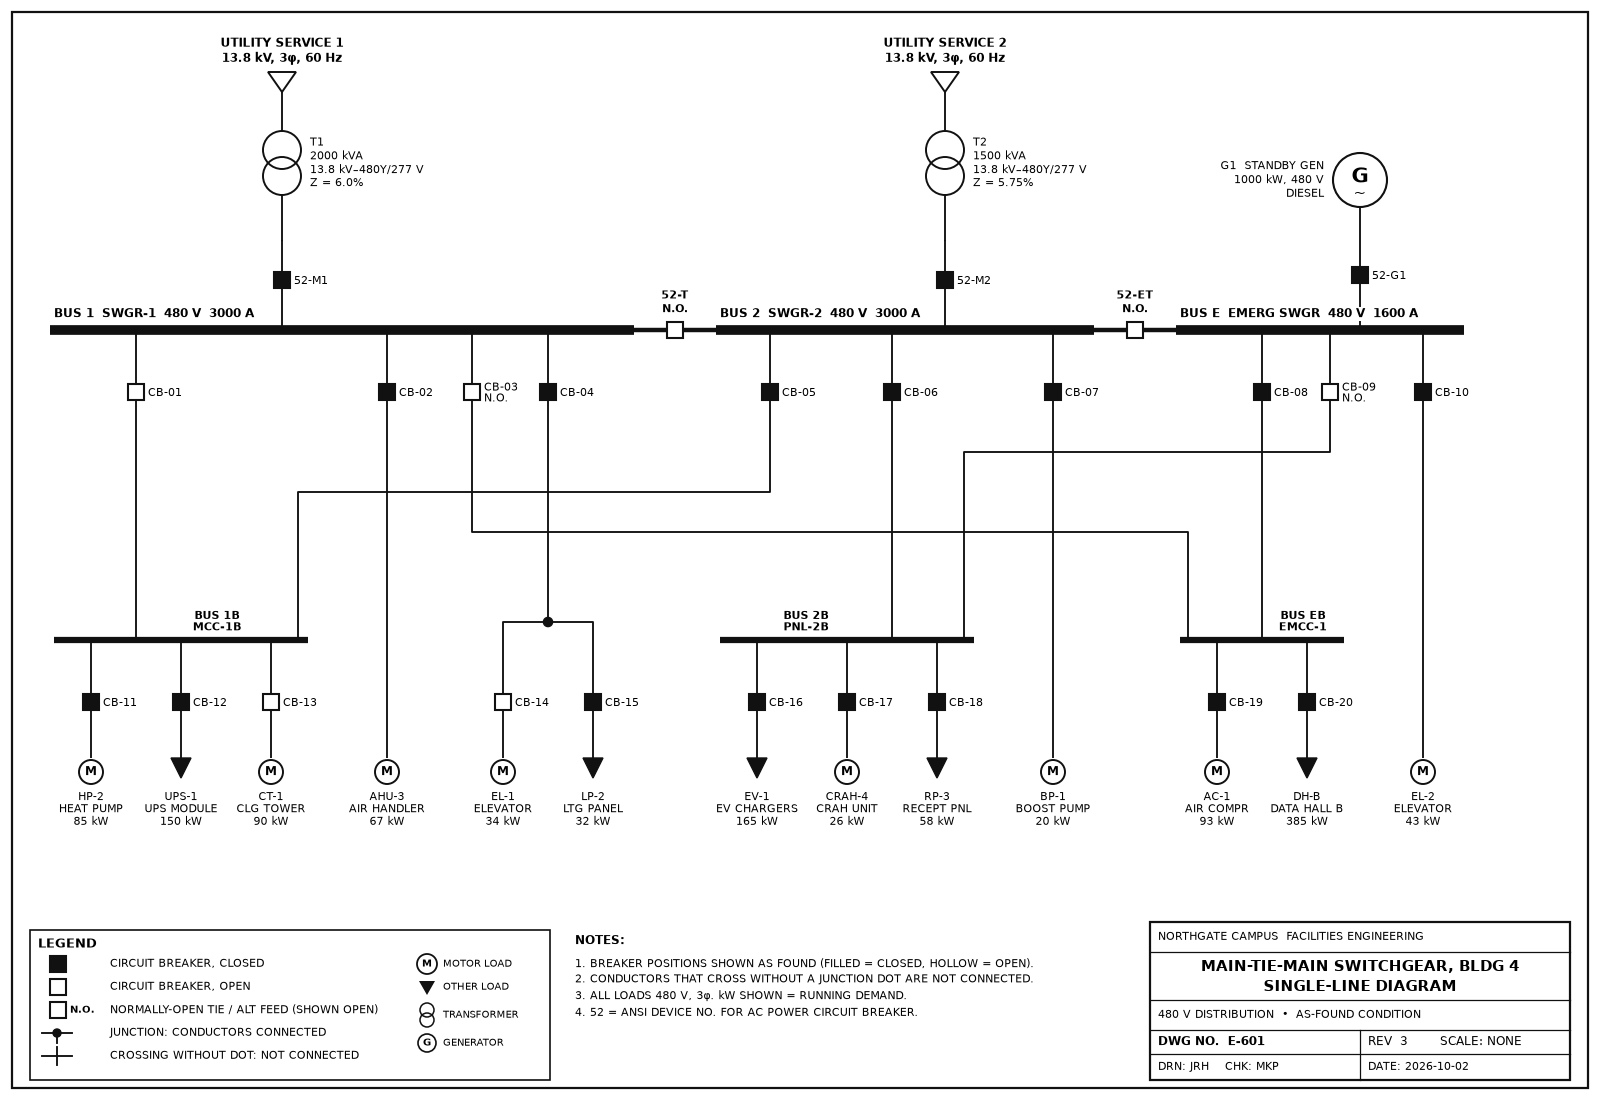 UTILITY SERVICE 1
13.8 kV, 3φ, 60 Hz
UTILITY SERVICE 2
13.8 kV, 3φ, 60 Hz
T1
2000 kVA
13.8 kV–480Y/277 V
Z = 6.0%
T2
1500 kVA
13.8 kV–480Y/277 V
Z = 5.75%
G1 STANDBY GEN
1000 kW, 480 V
DIESEL
G
~
52-M1
52-M2
52-G1
52-T
N.O.
52-ET
N.O.
BUS 1 SWGR-1 480 V 3000 A
BUS 2 SWGR-2 480 V 3000 A
BUS E EMERG SWGR 480 V 1600 A
CB-01
CB-02
CB-03
N.O.
CB-04
CB-05
CB-06
CB-07
CB-08
CB-09
N.O.
CB-10
BUS 1B
MCC-1B
BUS 2B
PNL-2B
BUS EB
EMCC-1
CB-11
CB-12
CB-13
CB-14
CB-15
CB-16
CB-17
CB-18
CB-19
CB-20
M
M
M
M
M
M
M
M
HP-2
HEAT PUMP
85 kW
UPS-1
UPS MODULE
150 kW
CT-1
CLG TOWER
90 kW
AHU-3
AIR HANDLER
67 kW
EL-1
ELEVATOR
34 kW
LP-2
LTG PANEL
32 kW
EV-1
EV CHARGERS
165 kW
CRAH-4
CRAH UNIT
26 kW
RP-3
RECEPT PNL
58 kW
BP-1
BOOST PUMP
20 kW
AC-1
AIR COMPR
93 kW
DH-B
DATA HALL B
385 kW
EL-2
ELEVATOR
43 kW
LEGEND
CIRCUIT BREAKER, CLOSED
CIRCUIT BREAKER, OPEN
N.O. NORMALLY-OPEN TIE / ALT FEED (SHOWN OPEN)
JUNCTION: CONDUCTORS CONNECTED
CROSSING WITHOUT DOT: NOT CONNECTED
M MOTOR LOAD
OTHER LOAD
TRANSFORMER
G GENERATOR
NOTES:
1. BREAKER POSITIONS SHOWN AS FOUND (FILLED = CLOSED, HOLLOW = OPEN).
2. CONDUCTORS THAT CROSS WITHOUT A JUNCTION DOT ARE NOT CONNECTED.
3. ALL LOADS 480 V, 3φ. kW SHOWN = RUNNING DEMAND.
4. 52 = ANSI DEVICE NO. FOR AC POWER CIRCUIT BREAKER.
NORTHGATE CAMPUS FACILITIES ENGINEERING
MAIN-TIE-MAIN SWITCHGEAR, BLDG 4
SINGLE-LINE DIAGRAM
480 V DISTRIBUTION • AS-FOUND CONDITION
DWG NO. E-601
REV 3 SCALE: NONE
DRN: JRH CHK: MKP
DATE: 2026-10-02